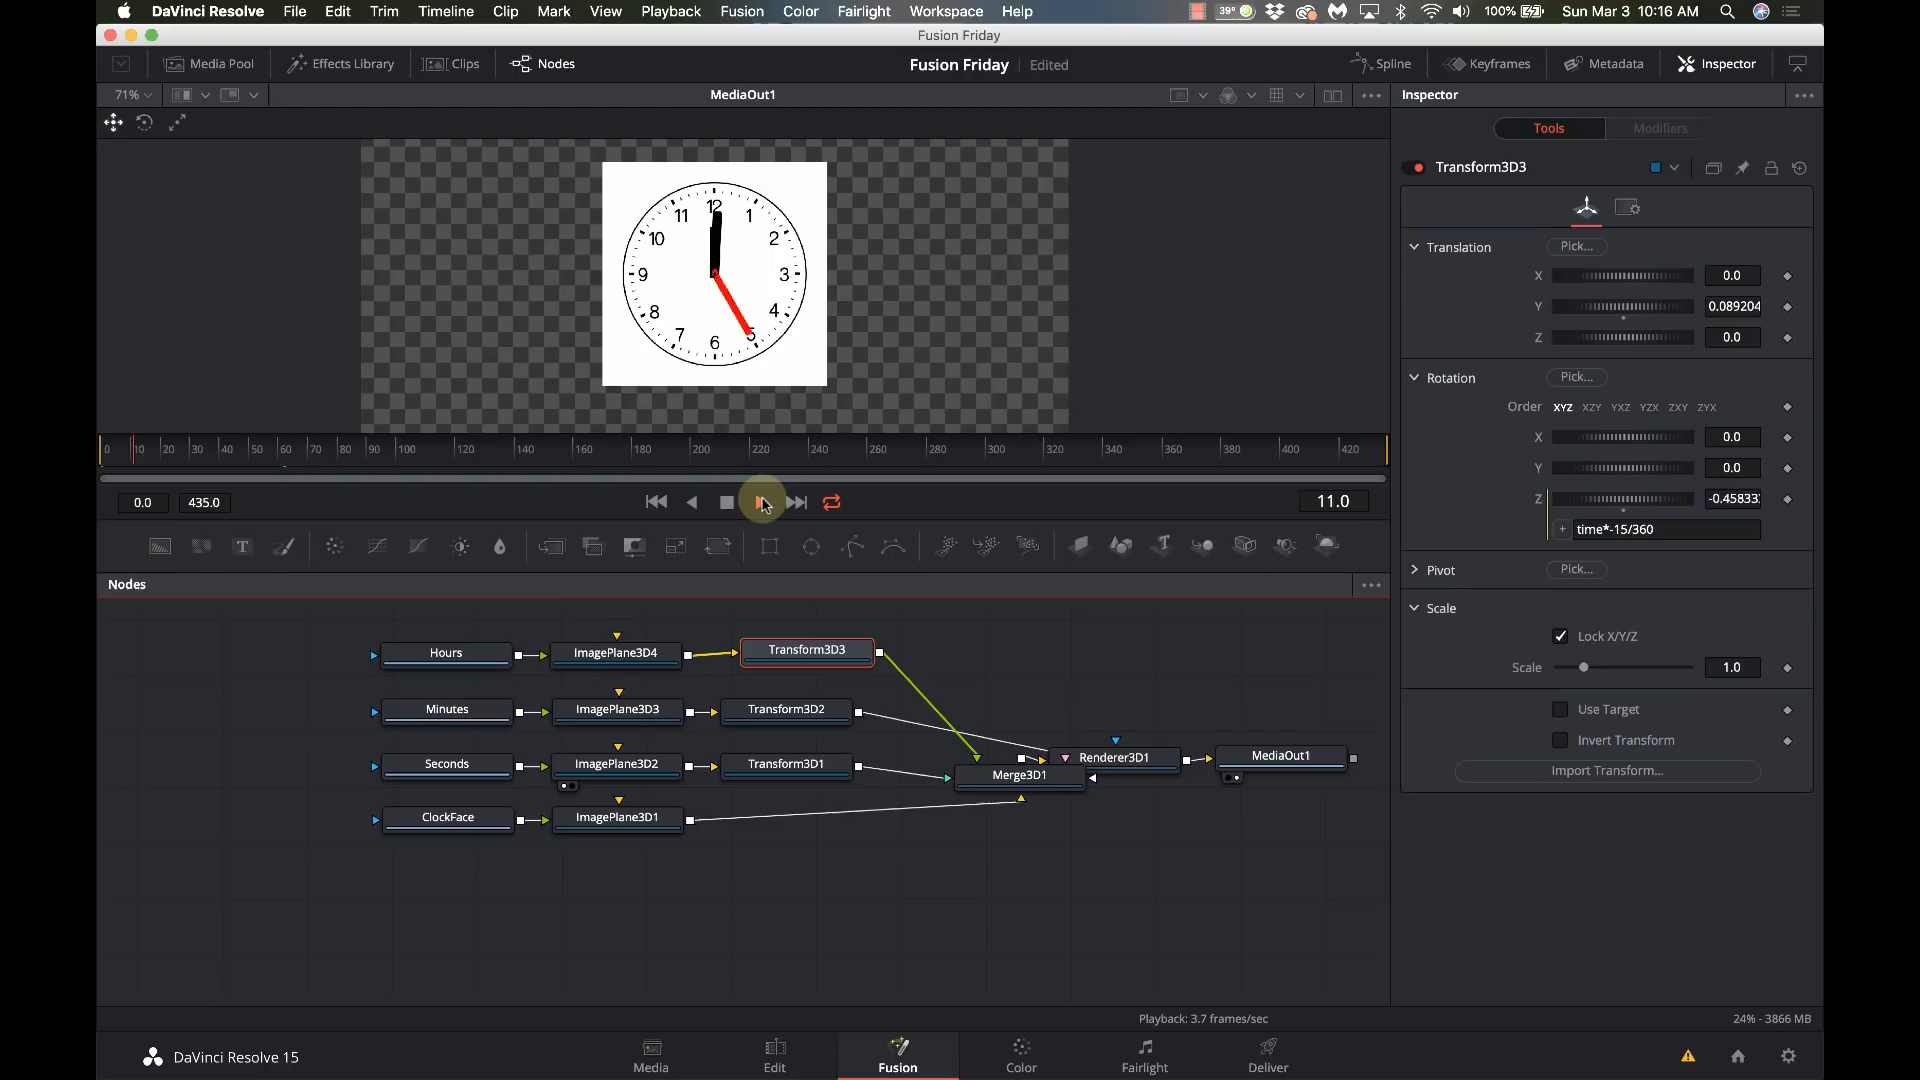 DaVinci Resolve File Edit Trim Timeline Clip Mark View Playback Fusion Color Fairlight Workspace Help 39° 100% Sun Mar 3 10:16 AM
Fusion Friday
Media Pool Effects Library Clips Nodes Fusion Friday Edited Spline Keyframes Metadata Inspector
71% MediaOut1 Inspector
Tools Modifiers
Transform3D3
12
11 1
10 2
9 3
8 4
7 5
6
Translation Pick...
X 0.0
Y 0.089204
Z 0.0
Rotation Pick...
Order XYZ XZY YXZ YZX ZXY ZYX
X 0.0
Y 0.0
Z -0.45833
time*-15/360
Pivot Pick...
Scale
Lock X/Y/Z
Scale 1.0
Use Target
Invert Transform
Import Transform...
0 10 20 30 40 50 60 70 80 90 100 120 140 160 180 200 220 240 260 280 300 320 340 360 380 400 420
0.0 435.0 11.0
T
Nodes
Hours ImagePlane3D4 Transform3D3
Minutes ImagePlane3D3 Transform3D2
Seconds ImagePlane3D2 Transform3D1 Merge3D1 Renderer3D1 MediaOut1
ClockFace ImagePlane3D1
Playback: 3.7 frames/sec 24% - 3866 MB
DaVinci Resolve 15 Media Edit Fusion Color Fairlight Deliver